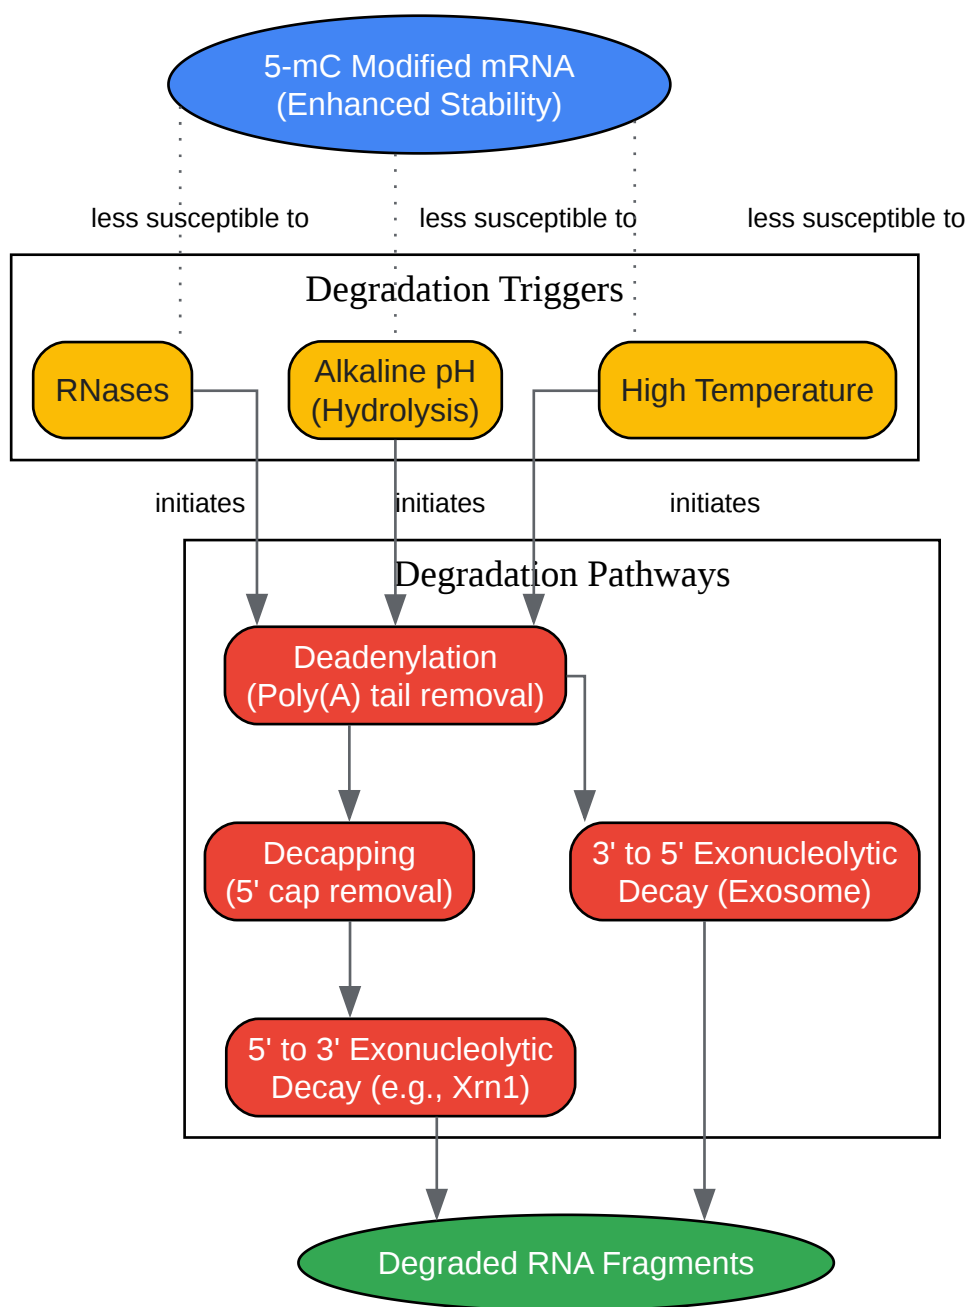 5-mC Modified mRNA
(Enhanced Stability)
less susceptible to
less susceptible to
less susceptible to
Degradation Triggers
RNases
Alkaline pH
(Hydrolysis)
High Temperature
initiates
initiates
initiates
Degradation Pathways
Deadenylation
(Poly(A) tail removal)
Decapping
(5' cap removal)
3' to 5' Exonucleolytic
Decay (Exosome)
5' to 3' Exonucleolytic
Decay (e.g., Xrn1)
Degraded RNA Fragments